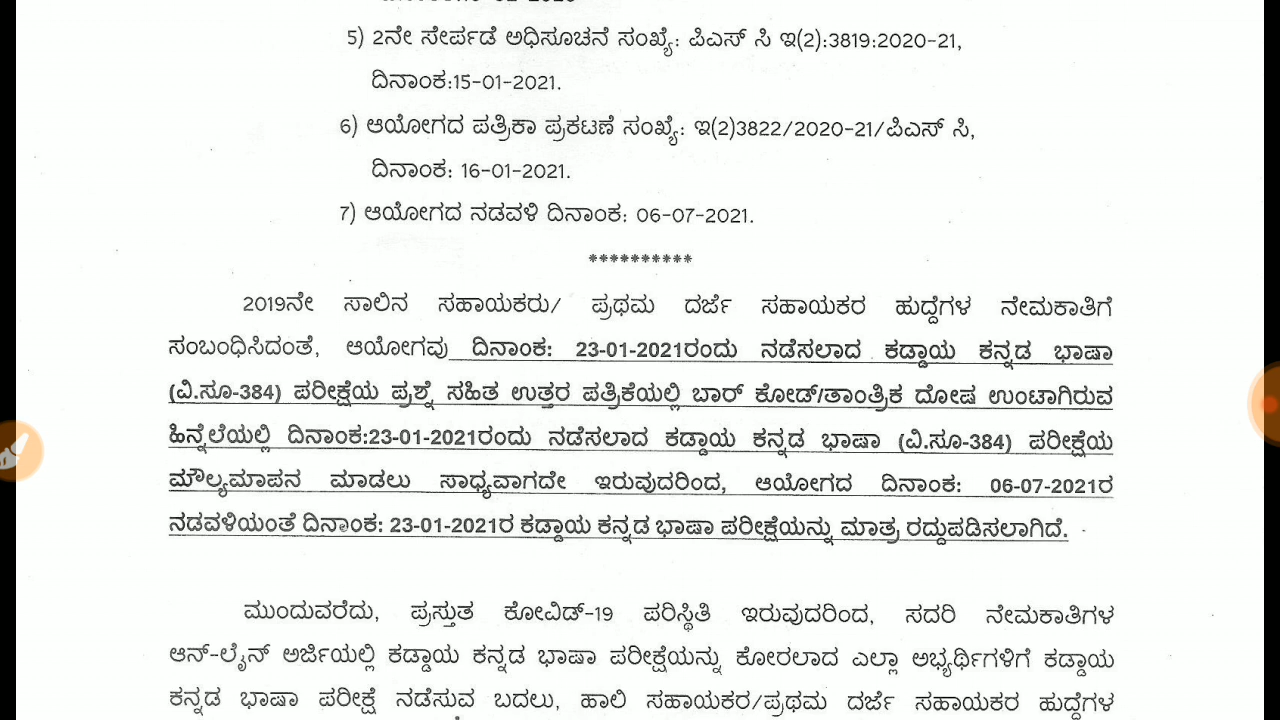 5) 2ನೇ ಸೇರ್ಪಡೆ ಅಧಿಸೂಚನೆ ಸಂಖ್ಯೆ: ಪಿಎಸ್ ಸಿ ಇ(2):3819:2020-21,
ದಿನಾಂಕ:15-01-2021.
6) ಆಯೋಗದ ಪತ್ರಿಕಾ ಪ್ರಕಟಣೆ ಸಂಖ್ಯೆ: ಇ(2)3822/2020-21/ಪಿಎಸ್ ಸಿ,
ದಿನಾಂಕ: 16-01-2021.
7) ಆಯೋಗದ ನಡವಳಿ ದಿನಾಂಕ: 06-07-2021.
**********
2019ನೇ ಸಾಲಿನ ಸಹಾಯಕರು/ ಪ್ರಥಮ ದರ್ಜೆ ಸಹಾಯಕರ ಹುದ್ದೆಗಳ ನೇಮಕಾತಿಗೆ
ಸಂಬಂಧಿಸಿದಂತೆ, ಆಯೋಗವು ದಿನಾಂಕ: 23-01-2021ರಂದು ನಡೆಸಲಾದ ಕಡ್ಡಾಯ ಕನ್ನಡ ಭಾಷಾ
(ವಿ.ಸೂ-384) ಪರೀಕ್ಷೆಯ ಪ್ರಶ್ನೆ ಸಹಿತ ಉತ್ತರ ಪತ್ರಿಕೆಯಲ್ಲಿ ಬಾರ್ ಕೋಡ್/ತಾಂತ್ರಿಕ ದೋಷ ಉಂಟಾಗಿರುವ
ಹಿನ್ನೆಲೆಯಲ್ಲಿ ದಿನಾಂಕ:23-01-2021ರಂದು ನಡೆಸಲಾದ ಕಡ್ಡಾಯ ಕನ್ನಡ ಭಾಷಾ (ವಿ.ಸೂ-384) ಪರೀಕ್ಷೆಯ
ಮೌಲ್ಯಮಾಪನ ಮಾಡಲು ಸಾಧ್ಯವಾಗದೇ ಇರುವುದರಿಂದ, ಆಯೋಗದ ದಿನಾಂಕ: 06-07-2021ರ
ನಡವಳಿಯಂತೆ ದಿನಾಂಕ: 23-01-2021ರ ಕಡ್ಡಾಯ ಕನ್ನಡ ಭಾಷಾ ಪರೀಕ್ಷೆಯನ್ನು ಮಾತ್ರ ರದ್ದುಪಡಿಸಲಾಗಿದೆ.
ಮುಂದುವರೆದು, ಪ್ರಸ್ತುತ ಕೋವಿಡ್-19 ಪರಿಸ್ಥಿತಿ ಇರುವುದರಿಂದ, ಸದರಿ ನೇಮಕಾತಿಗಳ
ಆನ್-ಲೈನ್ ಅರ್ಜಿಯಲ್ಲಿ ಕಡ್ಡಾಯ ಕನ್ನಡ ಭಾಷಾ ಪರೀಕ್ಷೆಯನ್ನು ಕೋರಲಾದ ಎಲ್ಲಾ ಅಭ್ಯರ್ಥಿಗಳಿಗೆ ಕಡ್ಡಾಯ
ಕನ್ನಡ ಭಾಷಾ ಪರೀಕ್ಷೆ ನಡೆಸುವ ಬದಲು, ಹಾಲಿ ಸಹಾಯಕರ/ಪ್ರಥಮ ದರ್ಜೆ ಸಹಾಯಕರ ಹುದ್ದೆಗಳ